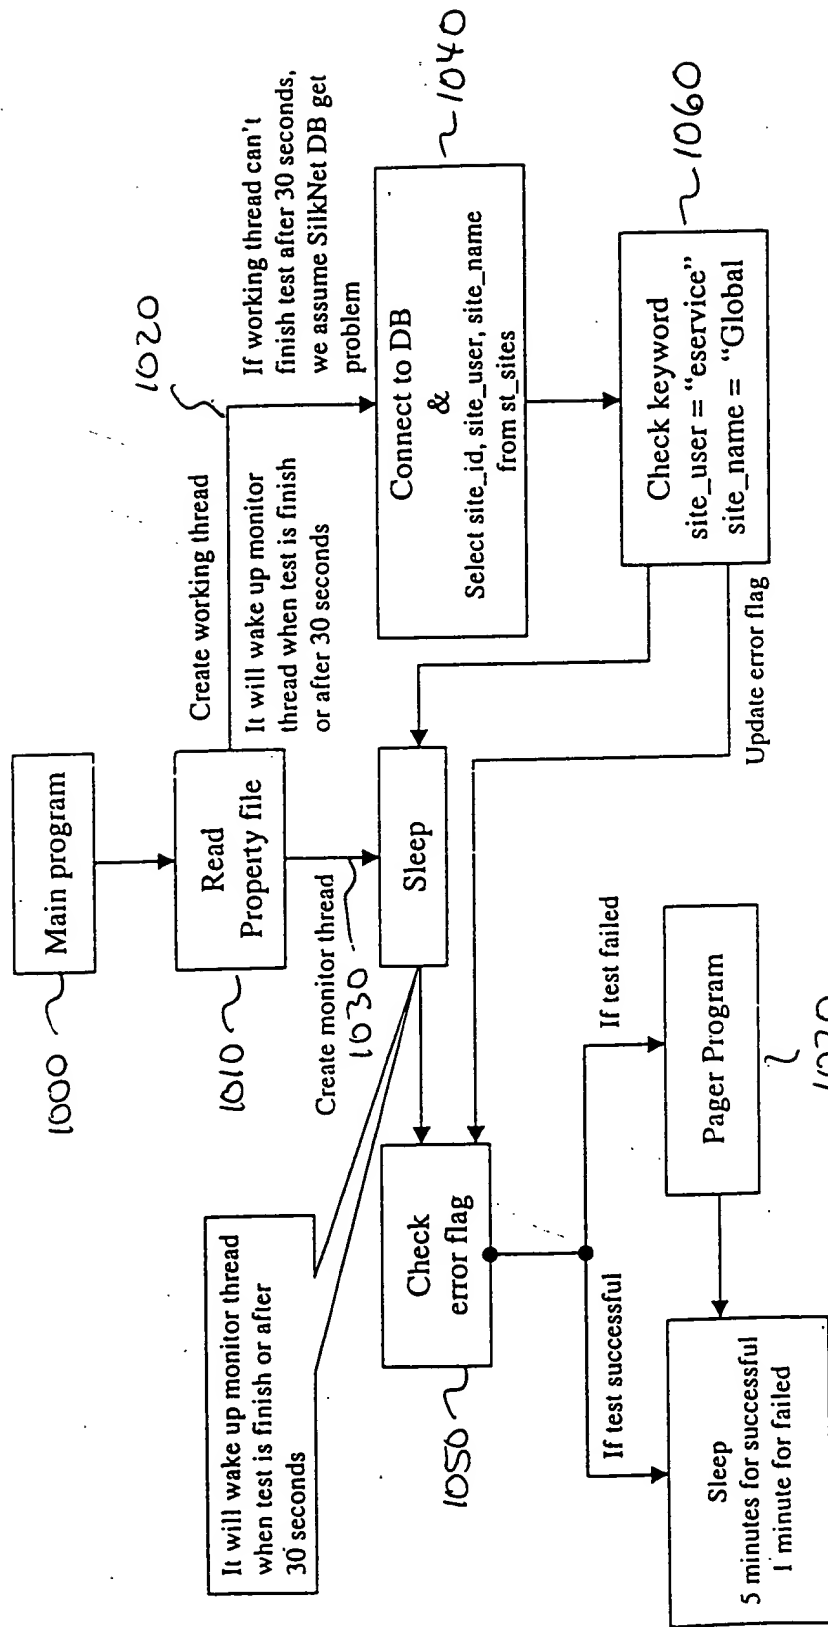 Main program
1000
Read
Property file
1010
Create working thread
1020
It will wake up monitor
thread when test is finish
or after 30 seconds
If working thread can't
finish test after 30 seconds,
we assume SilkNet DB get
problem
Create monitor thread
1030
Sleep
Connect to DB
&
Select site_id, site_user, site_name
from st_sites
1040
It will wake up monitor thread
when test is finish or after
30 seconds
Check
error flag
1050
Check keyword
site_user = “eservice”
site_name = “Global
1060
Update error flag
If test successful
If test failed
Sleep
5 minutes for successful
1 minute for failed
Pager Program